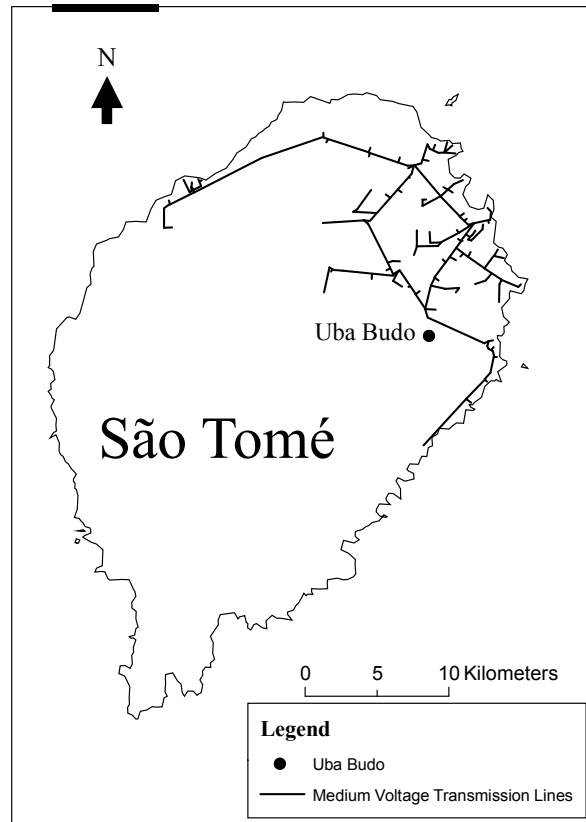 N
Uba Budo
São Tomé
0 5 10 Kilometers
Legend
Uba Budo
Medium Voltage Transmission Lines